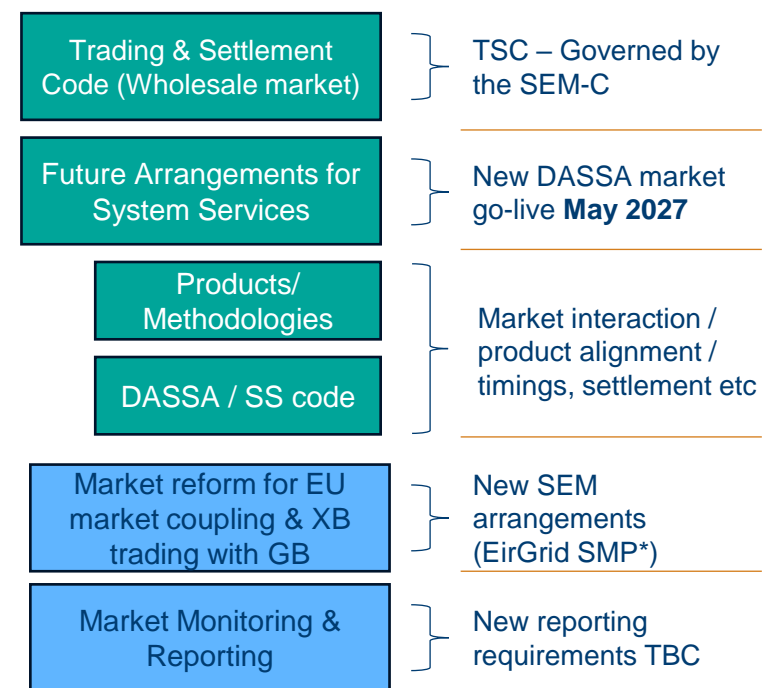 Trading & Settlement
Code (Wholesale market)
TSC – Governed by
the SEM-C
Future Arrangements for
System Services
New DASSA market
go-live May 2027
Products/
Methodologies
DASSA / SS code
Market interaction /
product alignment /
timings, settlement etc
Market reform for EU
market coupling & XB
trading with GB
New SEM
arrangements
(EirGrid SMP*)
Market Monitoring &
Reporting
New reporting
requirements TBC